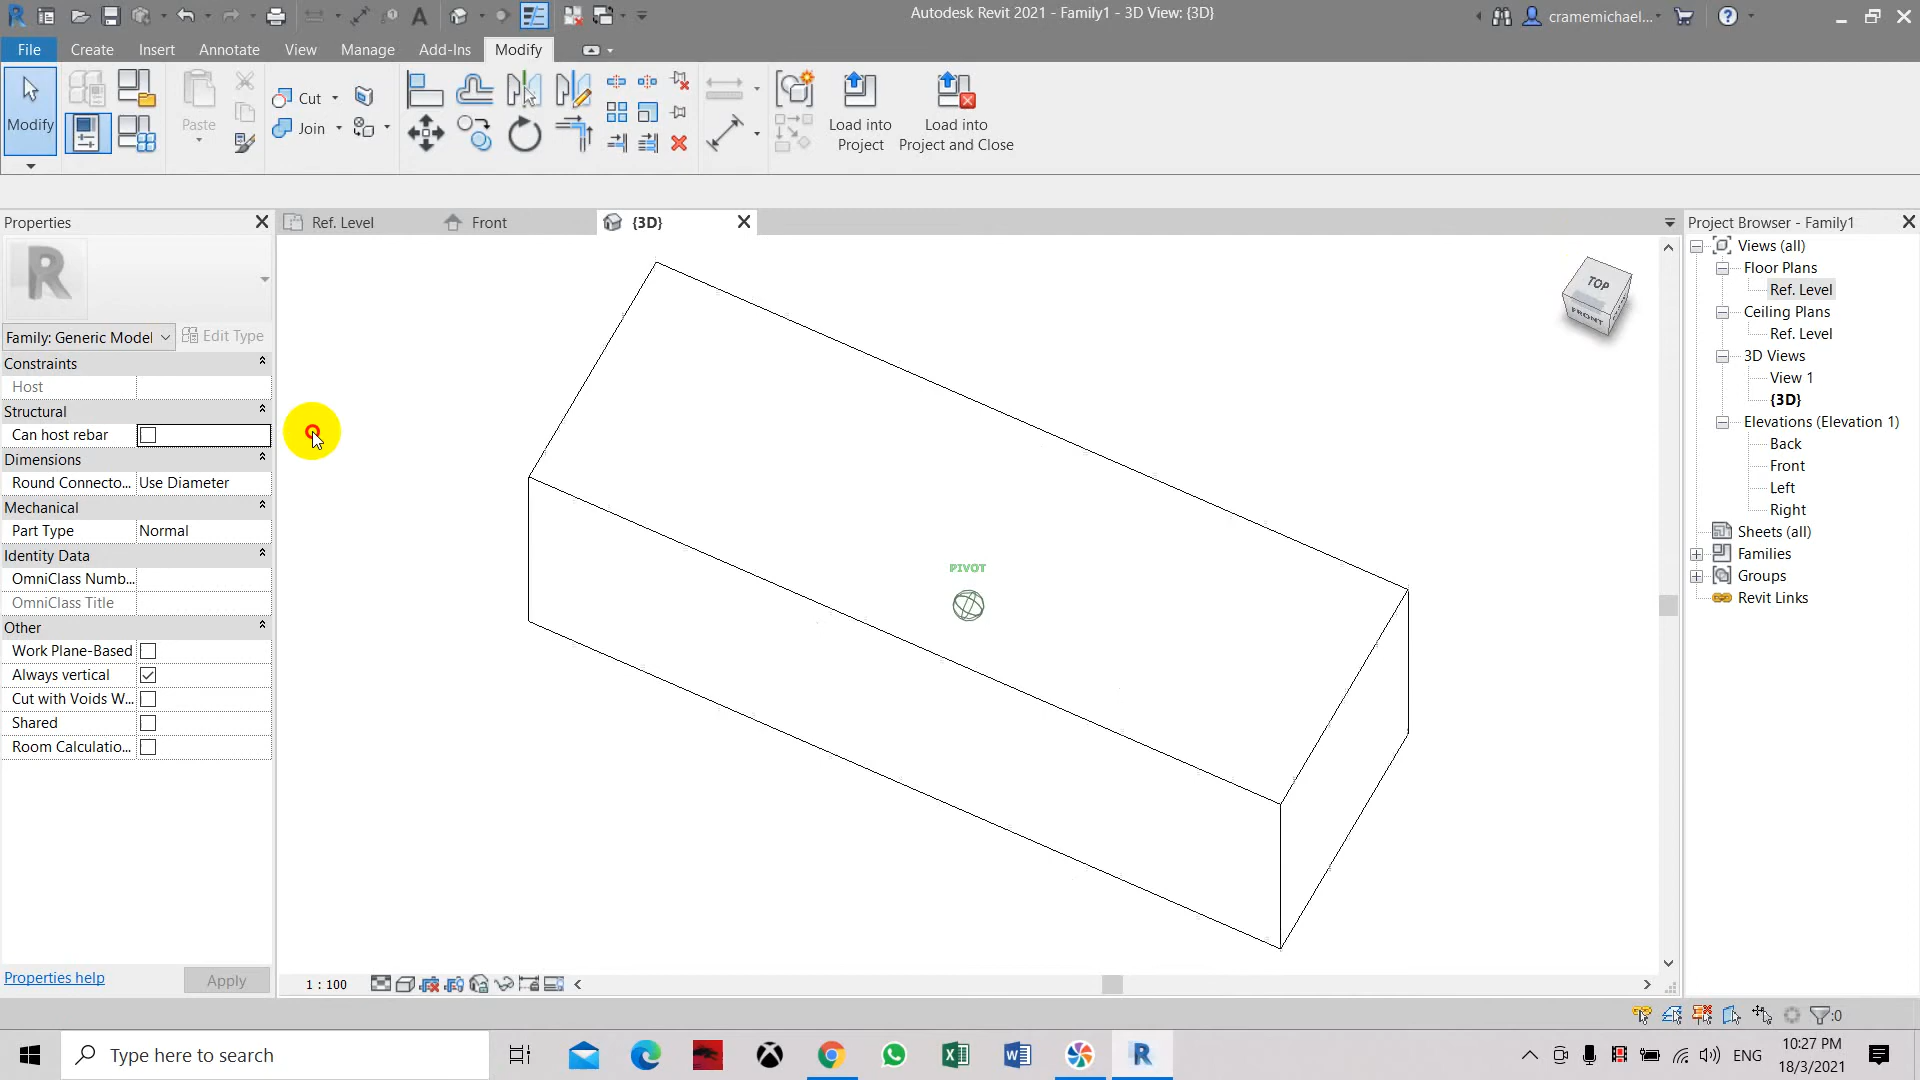 Autodesk Revit 2021 - Family1 - 3D View: {3D}
cramemichael...
File
Create
Insert
Annotate
View
Manage
Add-Ins
Modify
Modify
Paste
Cut
Join
Load into
Project
Load into
Project and Close
Properties
Ref. Level
Front
{3D}
Project Browser - Family1
Family: Generic Model
Edit Type
Constraints
Host
Structural
Can host rebar
Dimensions
Round Connecto... Use Diameter
Mechanical
Part Type Normal
Identity Data
OmniClass Numb...
OmniClass Title
Other
Work Plane-Based
Always vertical
Cut with Voids W...
Shared
Room Calculatio...
Properties help
Apply
TOP
FRONT
PIVOT
Views (all)
Floor Plans
Ref. Level
Ceiling Plans
Ref. Level
3D Views
View 1
{3D}
Elevations (Elevation 1)
Back
Front
Left
Right
Sheets (all)
Families
Groups
Revit Links
1 : 100
:0
Type here to search
ENG
10:27 PM
18/3/2021